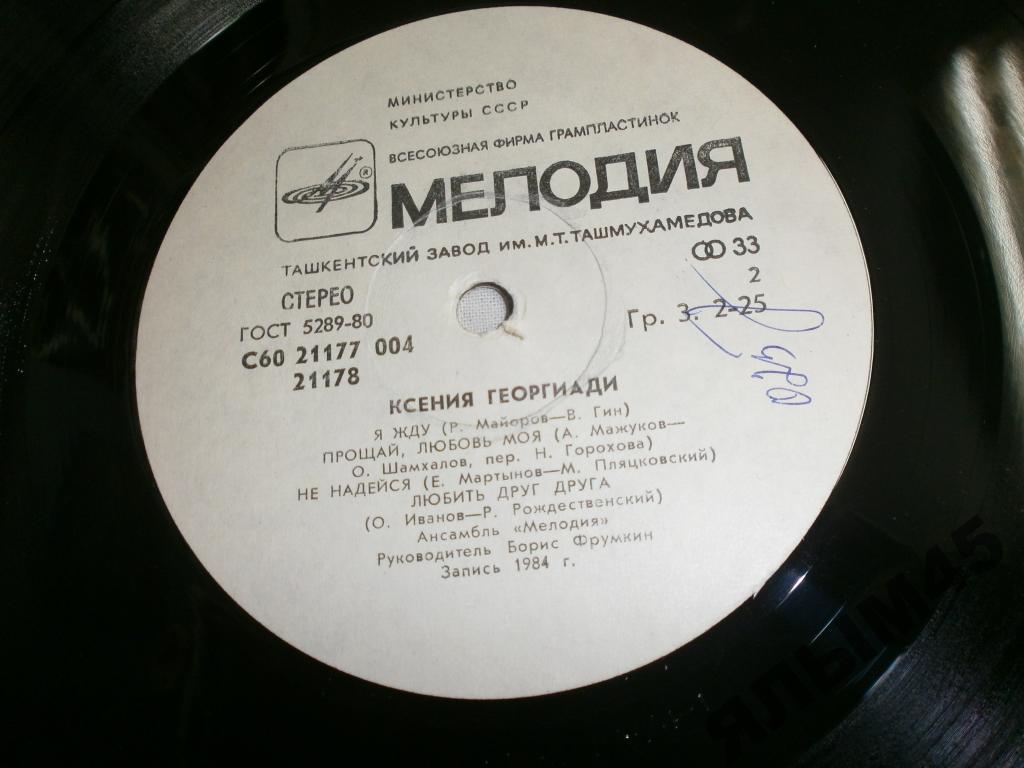 МИНИСТЕРСТВО
КУЛЬТУРЫ СССР
ВСЕСОЮЗНАЯ ФИРМА ГРАМПЛАСТИНОК
®
МЕЛОДИЯ
ТАШКЕНТСКИЙ ЗАВОД ИМ. М.Т.ТАШМУХАМЕДОВА
СТЕРЕО
33
ГОСТ 5289-80
2
С60 21177 004
Гр. 3. 2-25
21178
КСЕНИЯ ГЕОРГИАДИ
Я ЖДУ (Р. Майоров—В. Гин)
ПРОЩАЙ, ЛЮБОВЬ МОЯ (А. Мажуков—
О. Шамхалов, пер. Н. Горохова)
НЕ НАДЕЙСЯ (Е. Мартынов—М. Пляцковский)
ЛЮБИТЬ ДРУГ ДРУГА
(О. Иванов—Р. Рождественский)
Ансамбль «Мелодия»
Руководитель Борис Фрумкин
Запись 1984 г.
ЯЛЫМ45